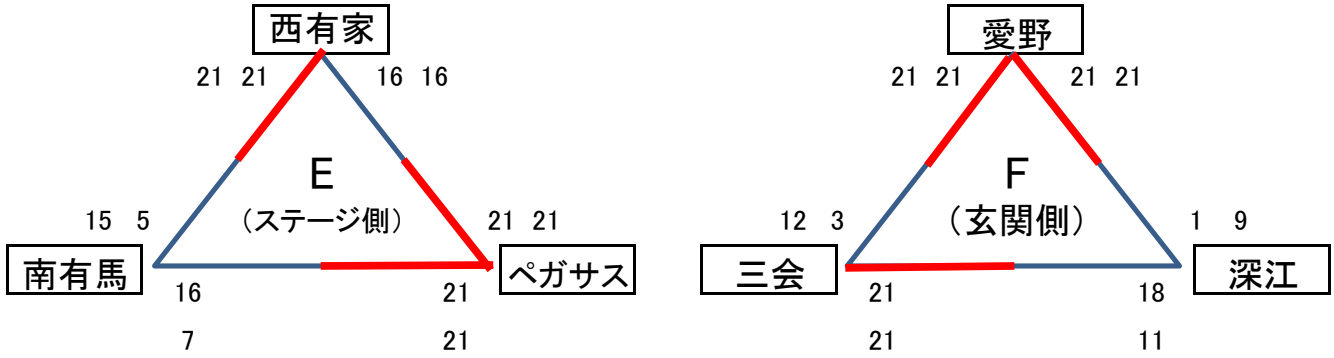 西有家
愛野
21 21
16 16
21 21
21 21
E
F
(ステージ側)
(玄関側)
15 5
21 21
12 3
1 9
南有馬
ペガサス
三会
深江
16
21
21
18
7
21
21
11